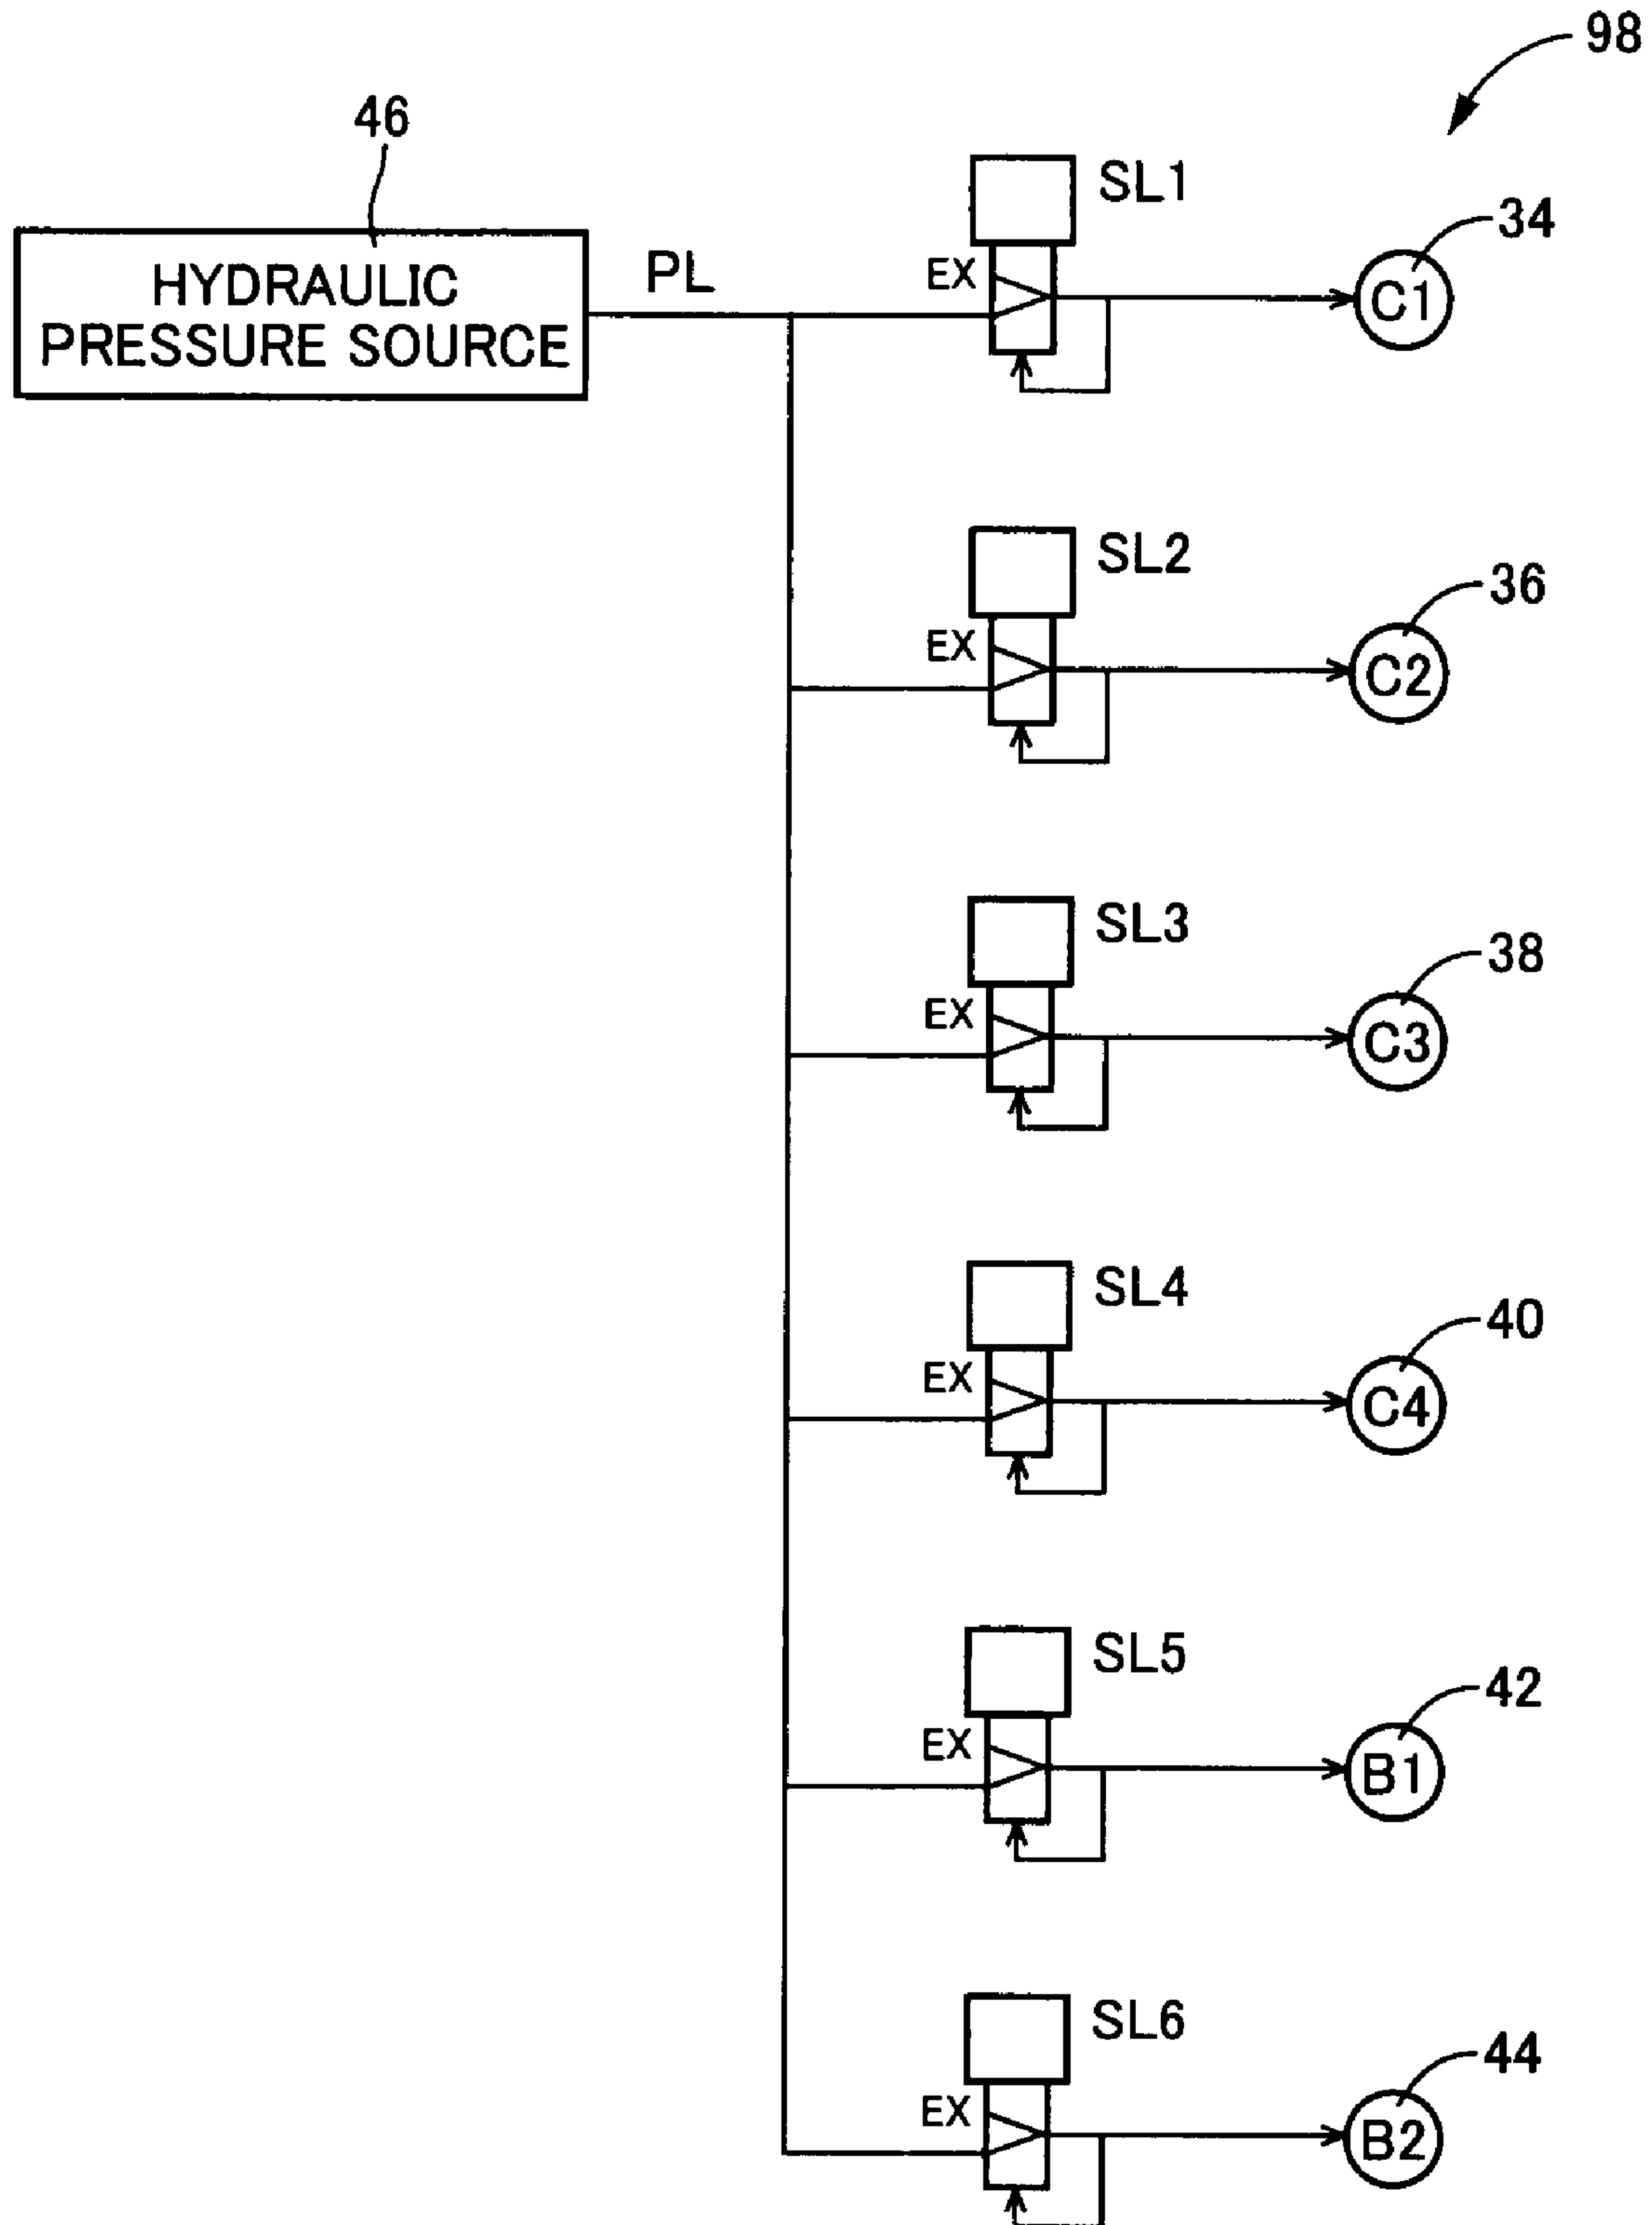 98
46
HYDRAULIC
PRESSURE SOURCE
PL
SL1
EX
34
C1
SL2
EX
36
C2
SL3
EX
38
C3
SL4
EX
40
C4
SL5
EX
42
B1
SL6
EX
44
B2